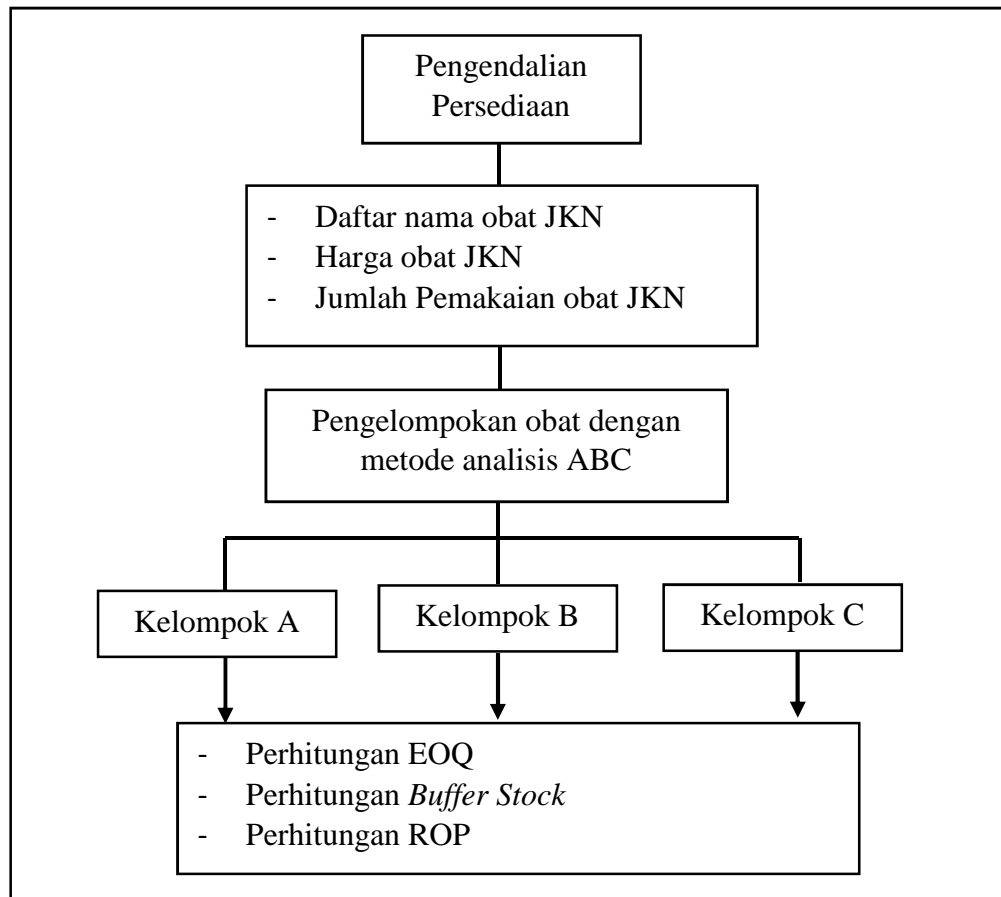 Pengendalian
Persediaan
- Daftar nama obat JKN
- Harga obat JKN
- Jumlah Pemakaian obat JKN
Pengelompokan obat dengan
metode analisis ABC
Kelompok A
Kelompok B
Kelompok C
- Perhitungan EOQ
- Perhitungan Buffer Stock
- Perhitungan ROP